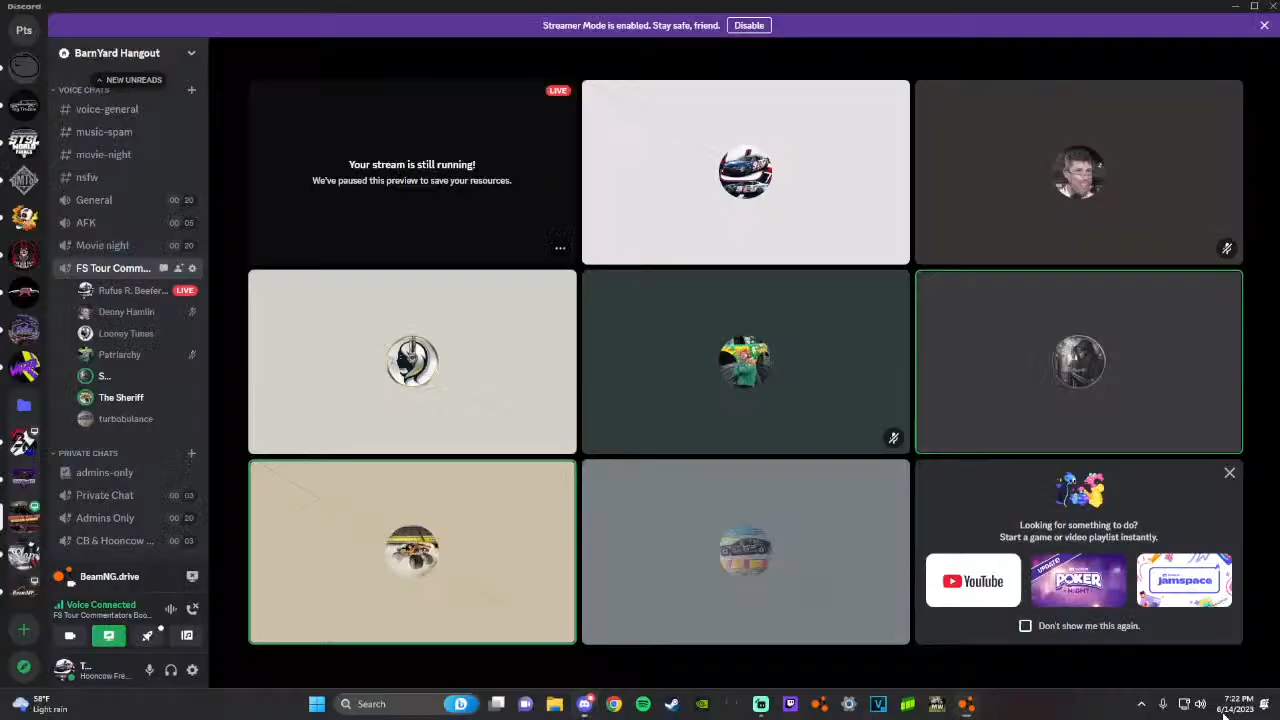 Discord
Streamer Mode is enabled. Stay safe, friend.
Disable
Pts
BarnYard Hangout
NEW UNREADS
VOICE CHATS
voice-general
music-spam
movie-night
nsfw
General 00 20
AFK 00 05
Movie night 00 20
FS Tour Comm...
Rufus R. Beefer... LIVE
Denny Hamlin
Looney Tunes
Patriarchy
S...
The Sheriff
turbobulance
PRIVATE CHATS
admins-only
Private Chat 00 03
Admins Only 00 20
CB & Hooncow ... 00 03
BeamNG.drive
Voice Connected
FS Tour Commentators Boo...
T...
Hooncow Fre...
LIVE
Your stream is still running!
We've paused this preview to save your resources.
Looking for something to do?
Start a game or video playlist instantly.
YouTube
UPDATE
POKER
NIGHT
jamspace
Don't show me this again.
58°F
Light rain
Search
7:22 PM
6/14/2023